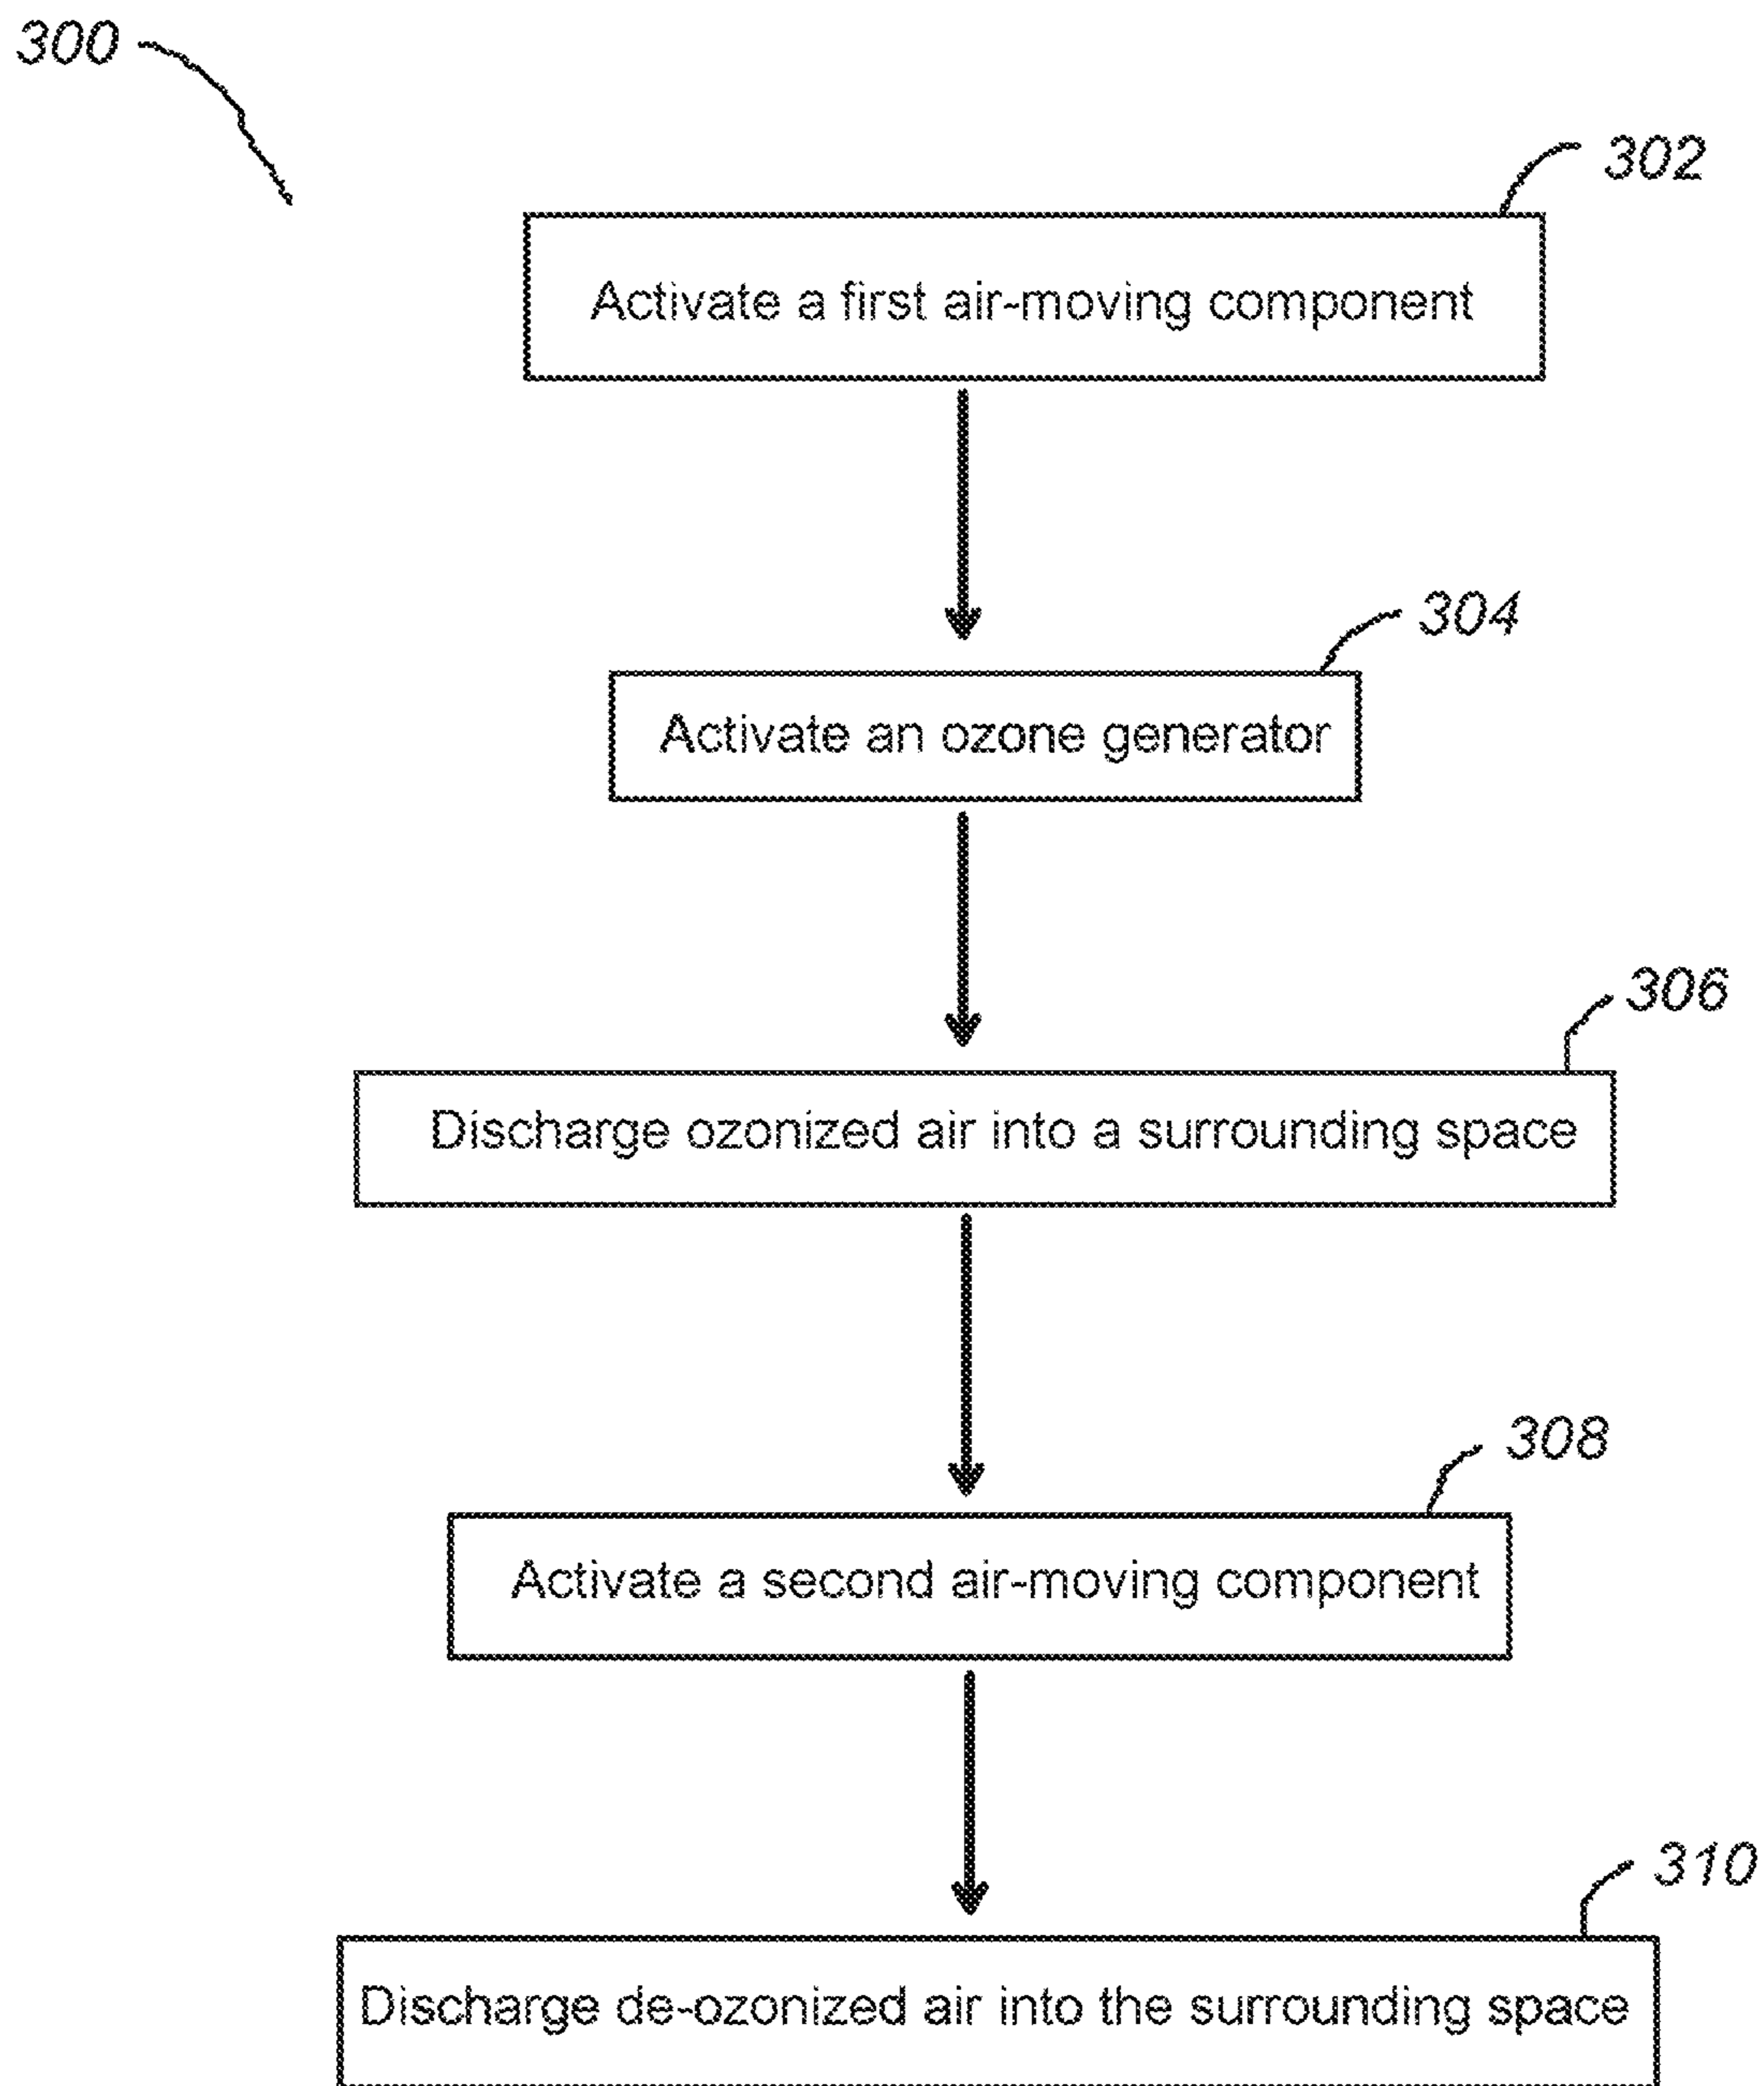 300
302
Activate a first air-moving component
304
Activate an ozone generator
306
Discharge ozonized air into a surrounding space
308
Activate a second air-moving component
310
Discharge de-ozonized air into the surrounding space